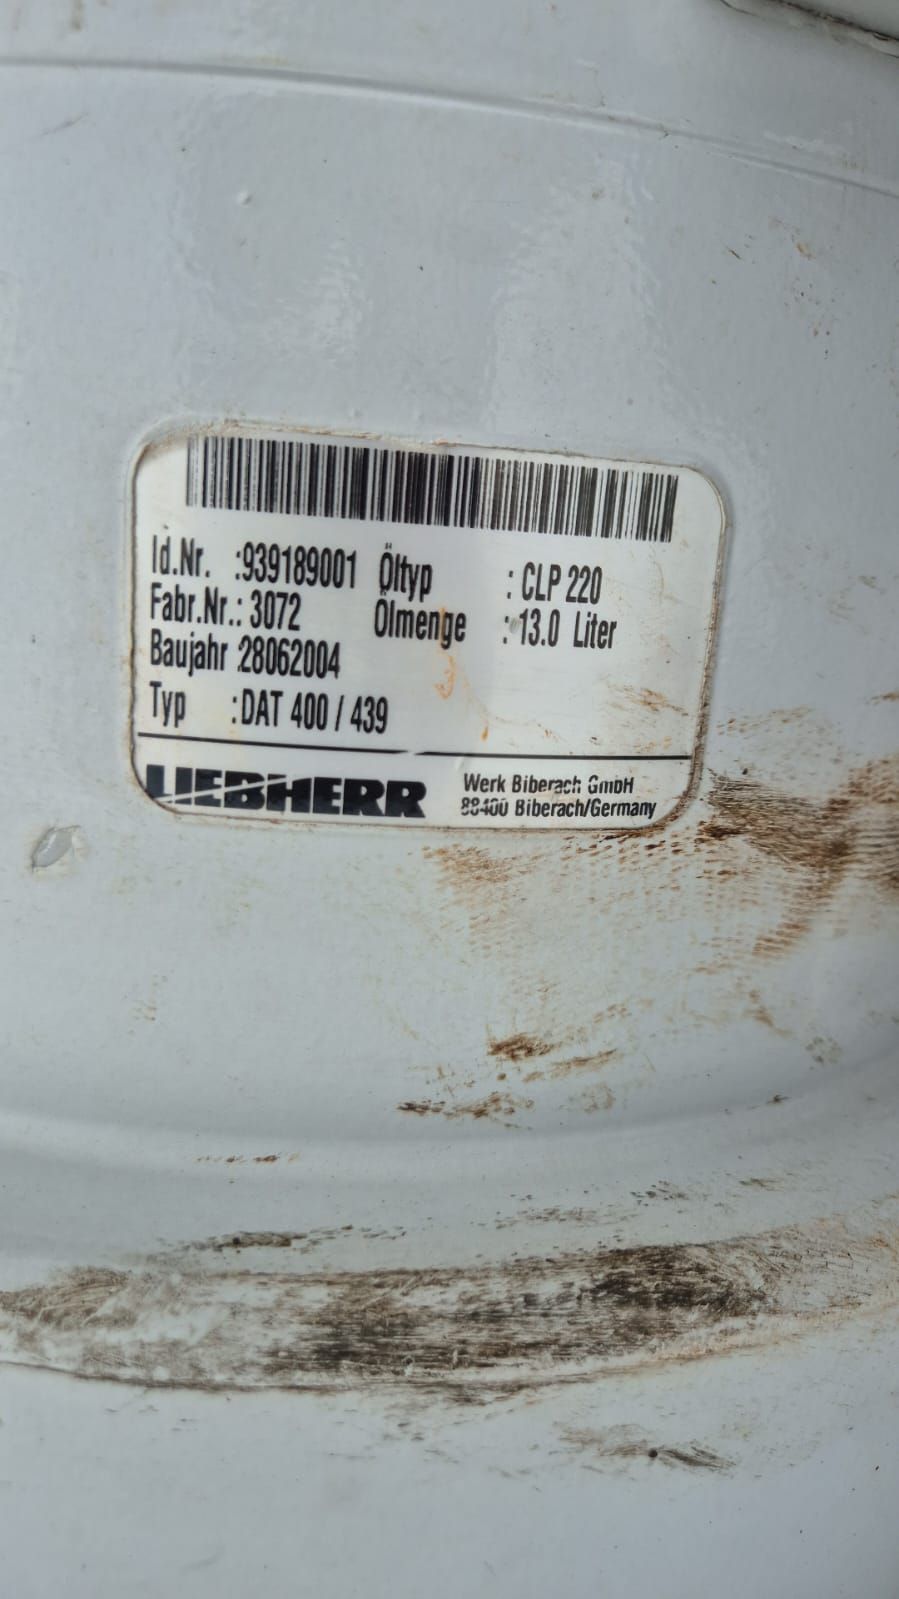 Id.Nr. :939189001 Öltyp : CLP 220
Fabr.Nr.: 3072 Ölmenge : 13.0 Liter
Baujahr :28062004
Typ :DAT 400 / 439
LIEBHERR Werk Biberach GmbH
88400 Biberach/Germany